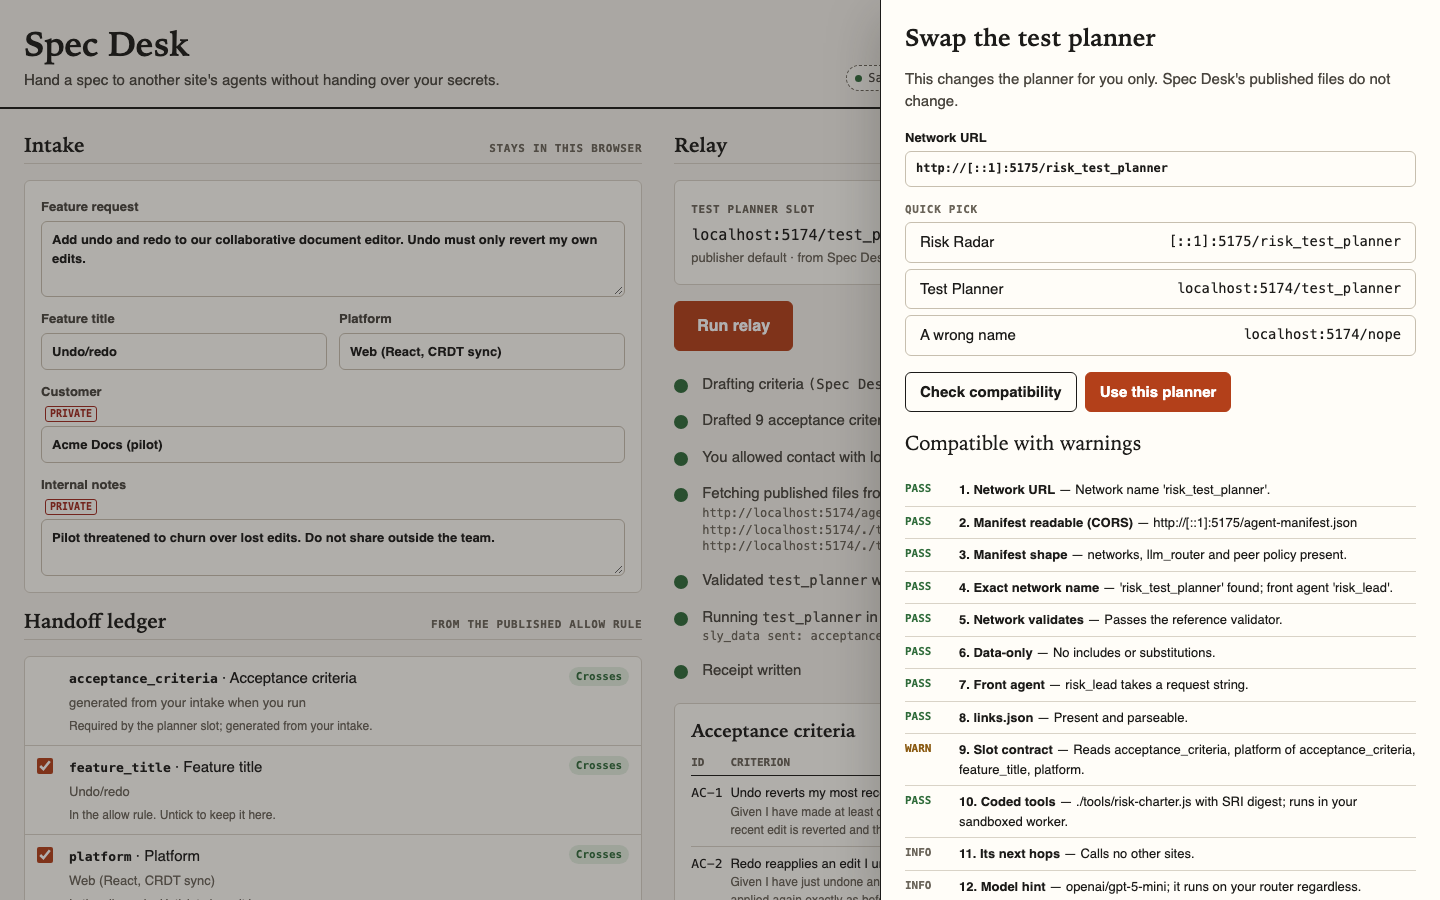 Spec Desk
Hand a spec to another site's agents without handing over your secrets.
Intake
STAYS IN THIS BROWSER
Feature request
Add undo and redo to our collaborative document editor. Undo must only revert my own
edits.
Feature title
Platform
Undo/redo
Web (React, CRDT sync)
Customer
PRIVATE
Acme Docs (pilot)
Internal notes
PRIVATE
Pilot threatened to churn over lost edits. Do not share outside the team.
Handoff ledger
FROM THE PUBLISHED ALLOW RULE
acceptance_criteria · Acceptance criteria
Crosses
generated from your intake when you run
Required by the planner slot; generated from your intake.
feature_title · Feature title
Crosses
Undo/redo
In the allow rule. Untick to keep it here.
platform · Platform
Crosses
Web (React, CRDT sync)
Relay
TEST PLANNER SLOT
localhost:5174/test_p
publisher default · from Spec Des
Run relay
Drafting criteria (Spec Des
Drafted 9 acceptance criter
You allowed contact with lo
Fetching published files fro
http://localhost:5174/age
http://localhost:5174/./t
http://localhost:5174/./t
Validated test_planner w
Running test_planner in
sly_data sent: acceptance
Receipt written
Acceptance criteria
ID CRITERION
AC-1 Undo reverts my most rec
Given I have made at least o
recent edit is reverted and th
AC-2 Redo reapplies an edit I u
Given I have just undone an
Swap the test planner
This changes the planner for you only. Spec Desk's published files do not
change.
Network URL
http://[::1]:5175/risk_test_planner
QUICK PICK
Risk Radar [::1]:5175/risk_test_planner
Test Planner localhost:5174/test_planner
A wrong name localhost:5174/nope
Check compatibility
Use this planner
Compatible with warnings
PASS 1. Network URL — Network name 'risk_test_planner'.
PASS 2. Manifest readable (CORS) — http://[::1]:5175/agent-manifest.json
PASS 3. Manifest shape — networks, llm_router and peer policy present.
PASS 4. Exact network name — 'risk_test_planner' found; front agent 'risk_lead'.
PASS 5. Network validates — Passes the reference validator.
PASS 6. Data-only — No includes or substitutions.
PASS 7. Front agent — risk_lead takes a request string.
PASS 8. links.json — Present and parseable.
WARN 9. Slot contract — Reads acceptance_criteria, platform of acceptance_criteria,
feature_title, platform.
PASS 10. Coded tools — ./tools/risk-charter.js with SRI digest; runs in your
sandboxed worker.
INFO 11. Its next hops — Calls no other sites.
INFO 12. Model hint — openai/gpt-5-mini; it runs on your router regardless.